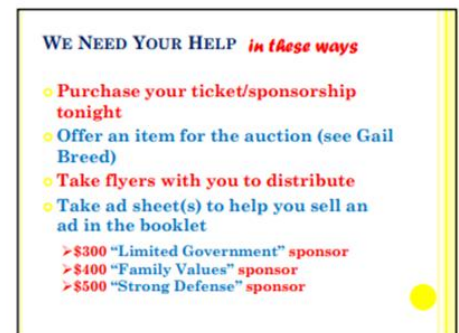 WE NEED YOUR HELP in these ways
Purchase your ticket/sponsorship
tonight
Offer an item for the auction (see Gail
Breed)
Take flyers with you to distribute
Take ad sheet(s) to help you sell an
ad in the booklet
➢$300 “Limited Government” sponsor
➢$400 “Family Values” sponsor
➢$500 “Strong Defense” sponsor